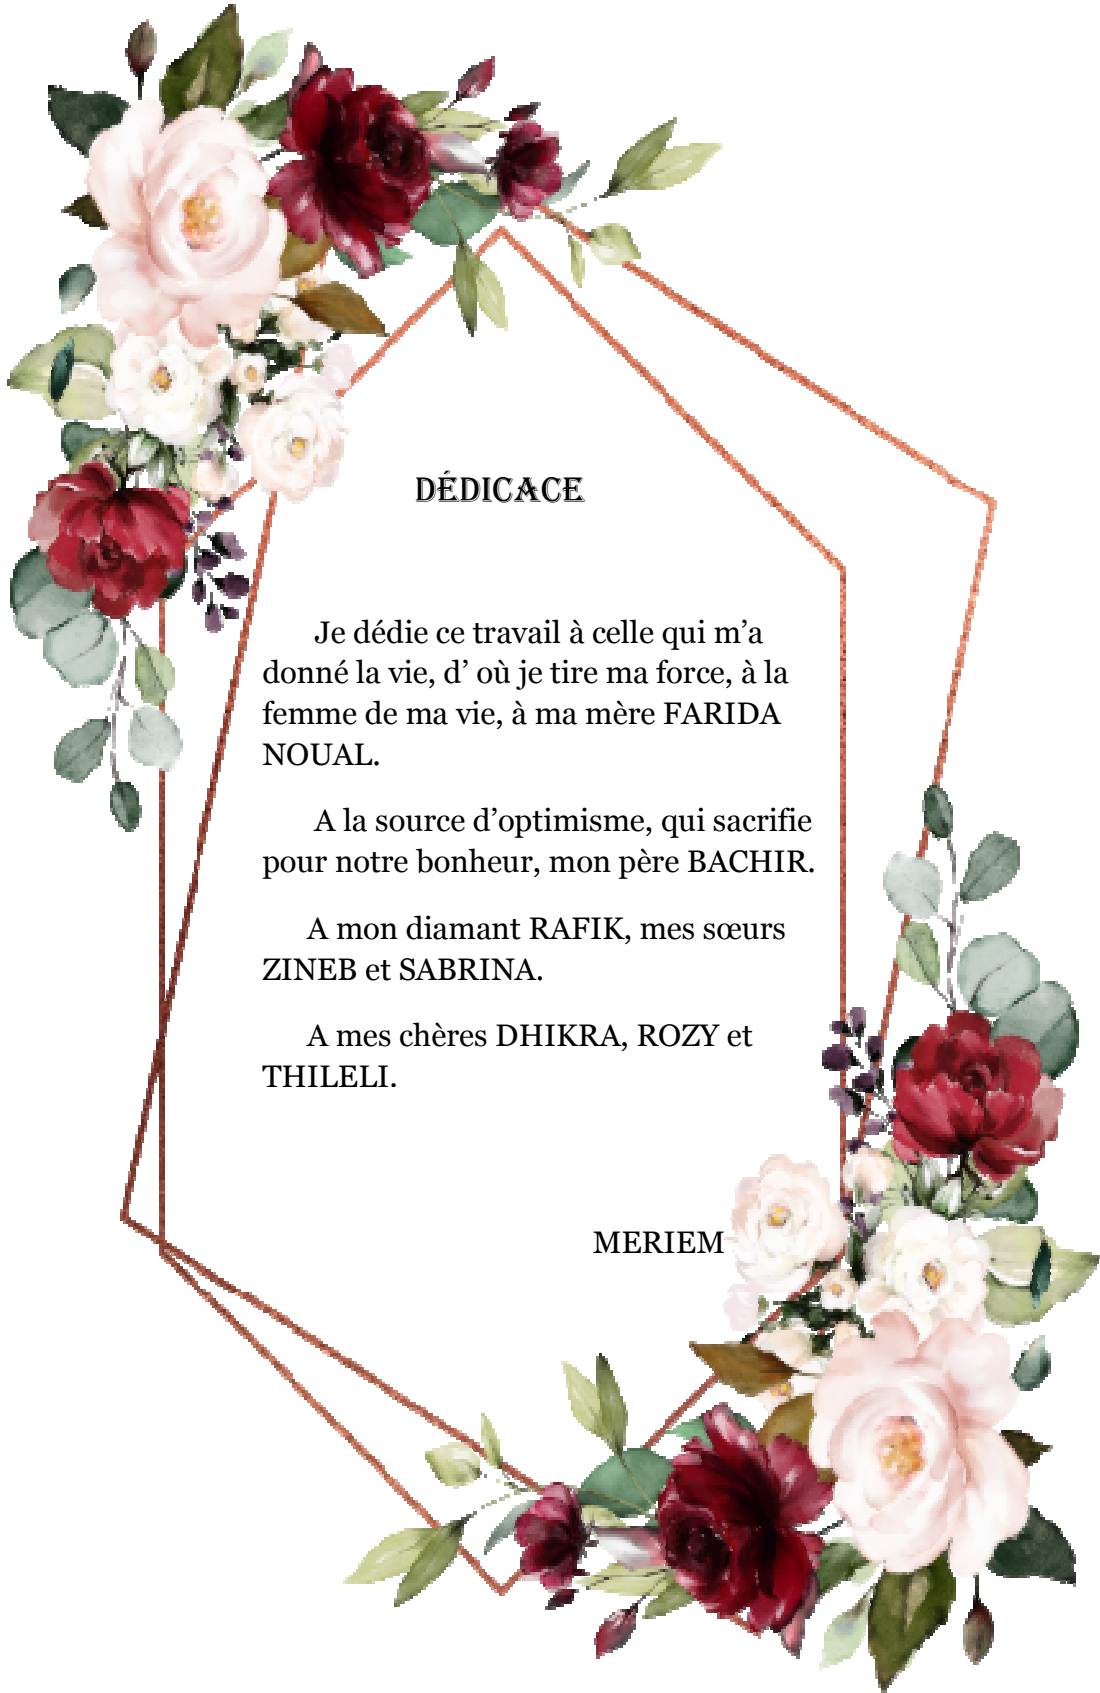 DÉDICACE
Je dédie ce travail à celle qui m’a
donné la vie, d’ où je tire ma force, à la
femme de ma vie, à ma mère FARIDA
NOUAL.
A la source d’optimisme, qui sacrifie
pour notre bonheur, mon père BACHIR.
A mon diamant RAFIK, mes sœurs
ZINEB et SABRINA.
A mes chères DHIKRA, ROZY et
THILELI.
MERIEM